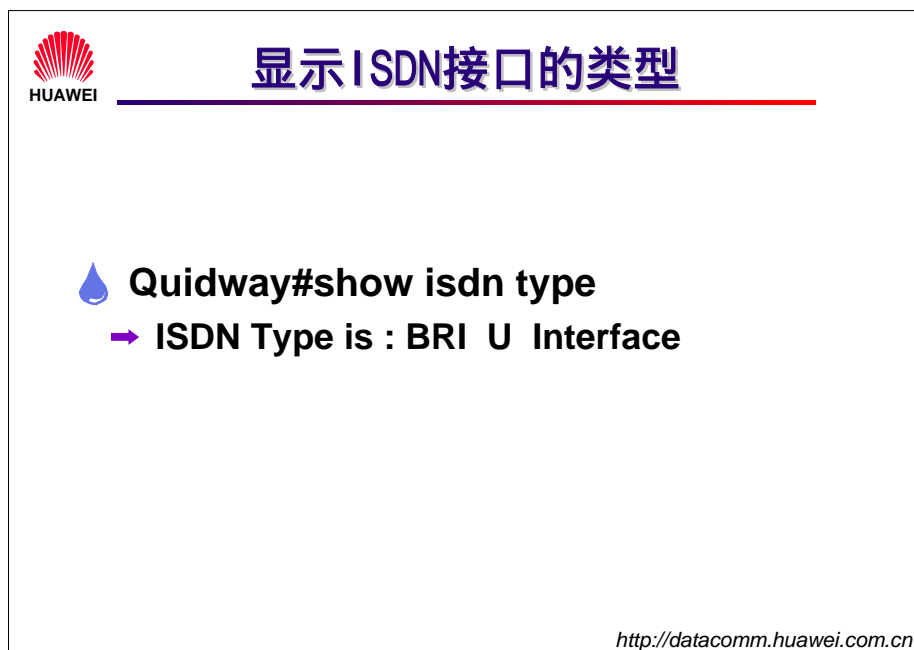 HUAWEI
显示ISDN接口的类型
Quidway#show isdn type
ISDN Type is : BRI U Interface
http://datacomm.huawei.com.cn